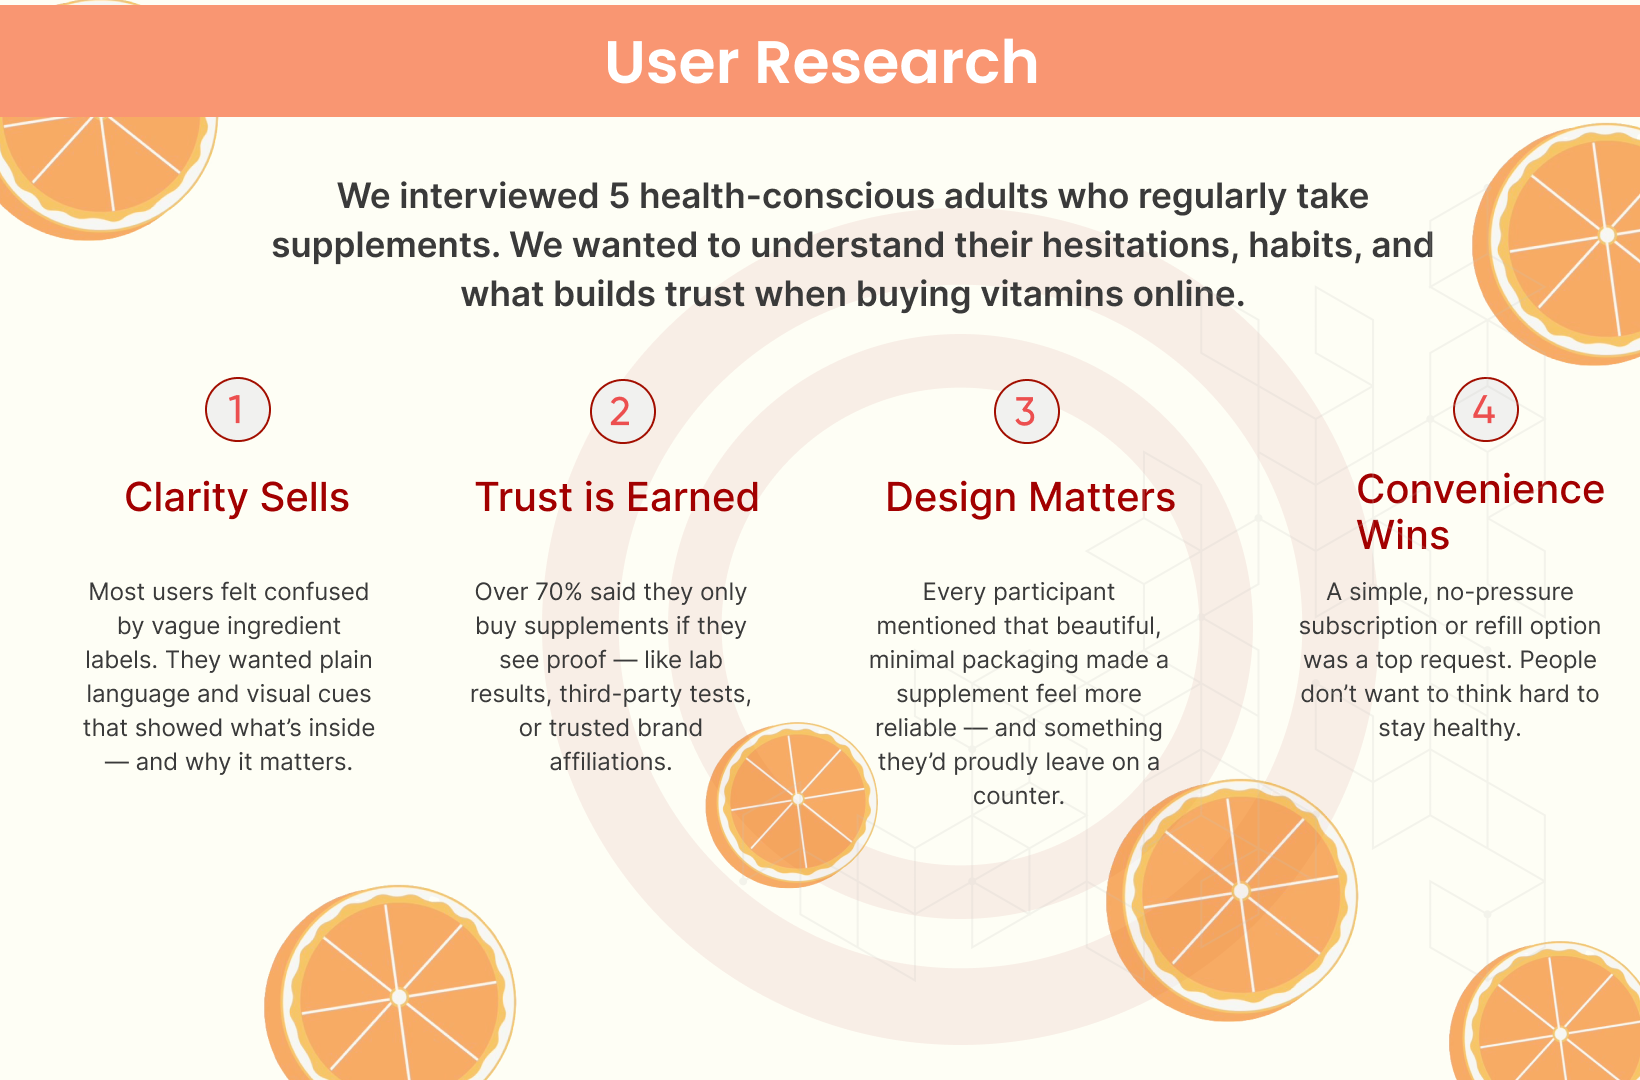 User Research
We interviewed 5 health-conscious adults who regularly take
supplements. We wanted to understand their hesitations, habits, and
what builds trust when buying vitamins online.
1
Clarity Sells
Most users felt confused
by vague ingredient
labels. They wanted plain
language and visual cues
that showed what’s inside
— and why it matters.
2
Trust is Earned
Over 70% said they only
buy supplements if they
see proof — like lab
results, third-party tests,
or trusted brand
affiliations.
3
Design Matters
Every participant
mentioned that beautiful,
minimal packaging made a
supplement feel more
reliable — and something
they’d proudly leave on a
counter.
4
Convenience
Wins
A simple, no-pressure
subscription or refill option
was a top request. People
don’t want to think hard to
stay healthy.